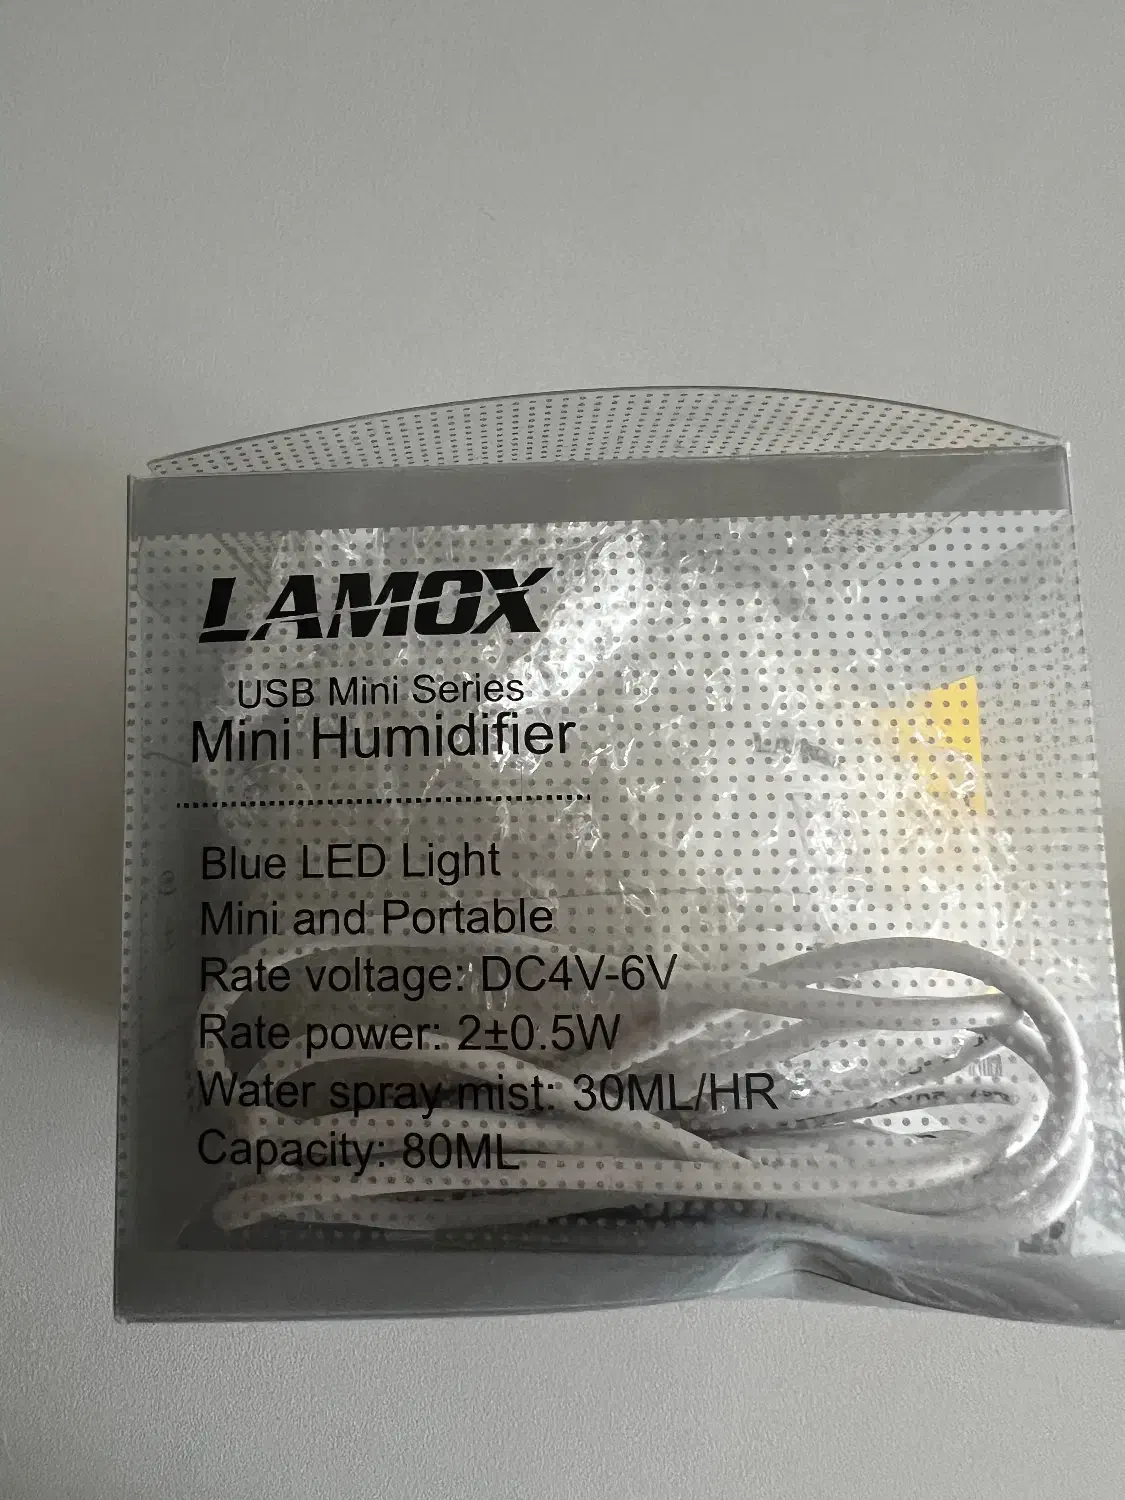 LAMOX
USB Mini Series
Mini Humidifier
Blue LED Light
Mini and Portable
Rate voltage: DC4V-6V
Rate power: 2±0.5W
Water spray mist: 30ML/HR
Capacity: 80ML